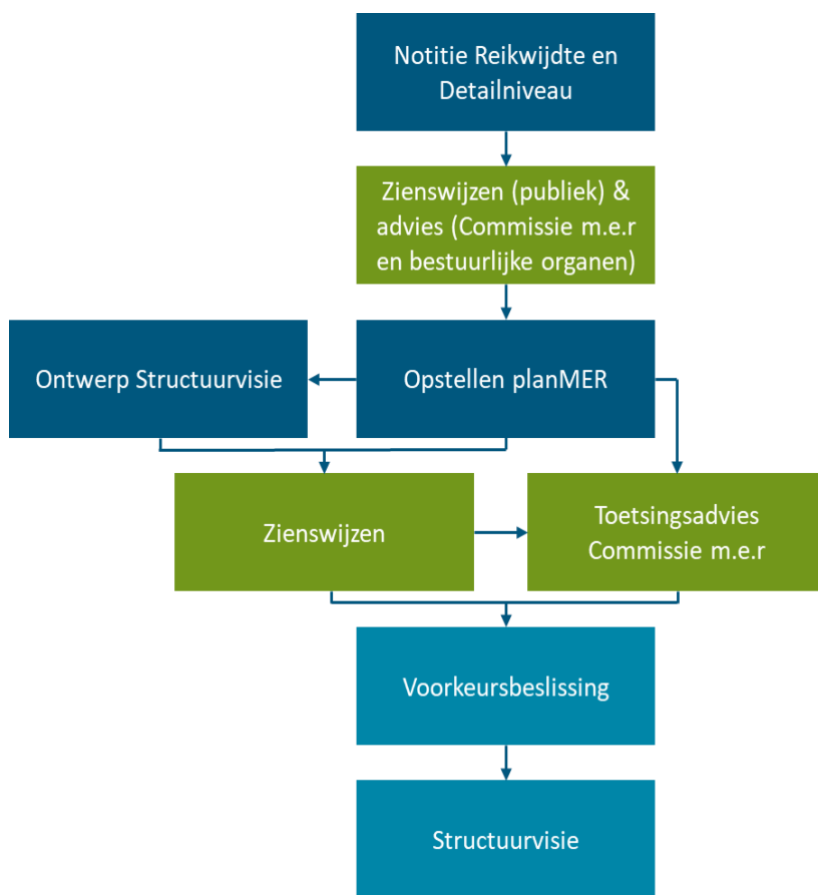 Notitie Reikwijdte en
Detailniveau
Zienswijzen (publiek) &
advies (Commissie m.e.r
en bestuurlijke organen)
Ontwerp Structuurvisie
Opstellen planMER
Zienswijzen
Toetsingsadvies
Commissie m.e.r
Voorkeursbeslissing
Structuurvisie